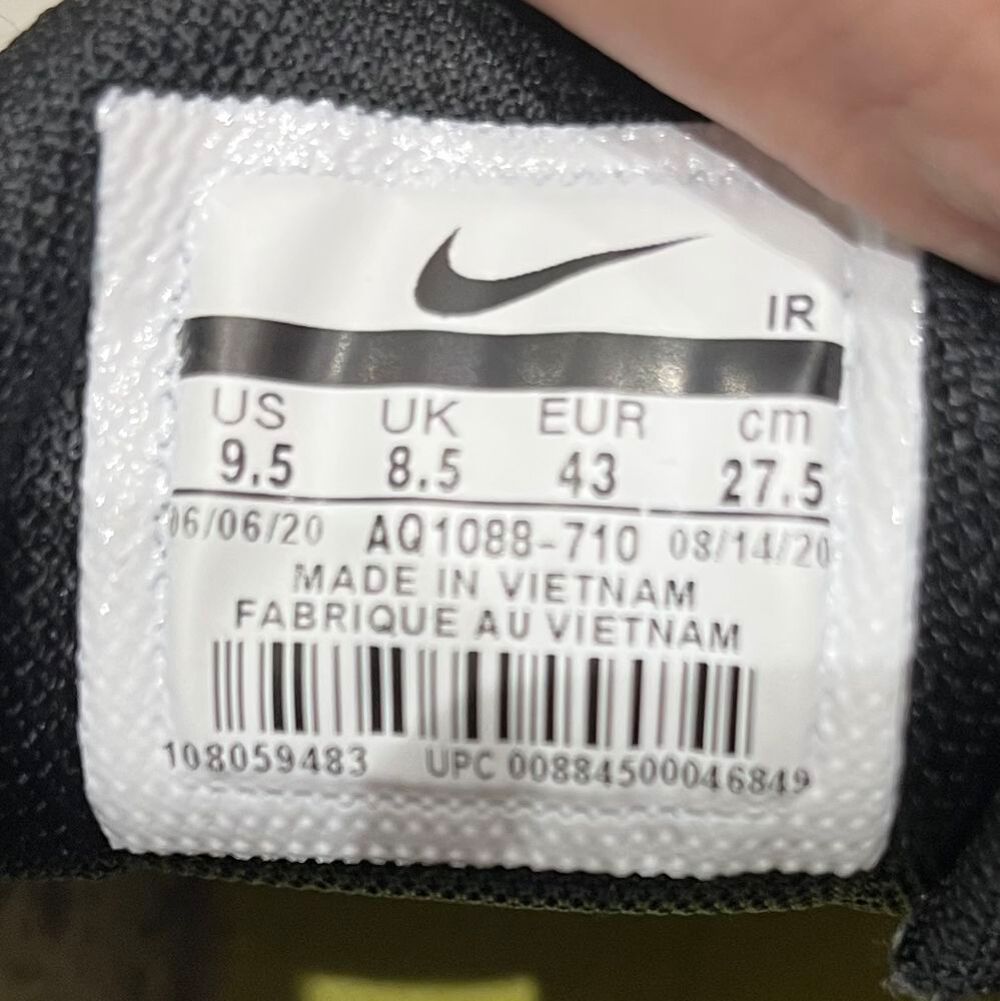 IR
US UK EUR cm
9.5 8.5 43 27.5
06/06/20 AQ1088-710 08/14/20
MADE IN VIETNAM
FABRIQUE AU VIETNAM
108059483 UPC 00884500046849